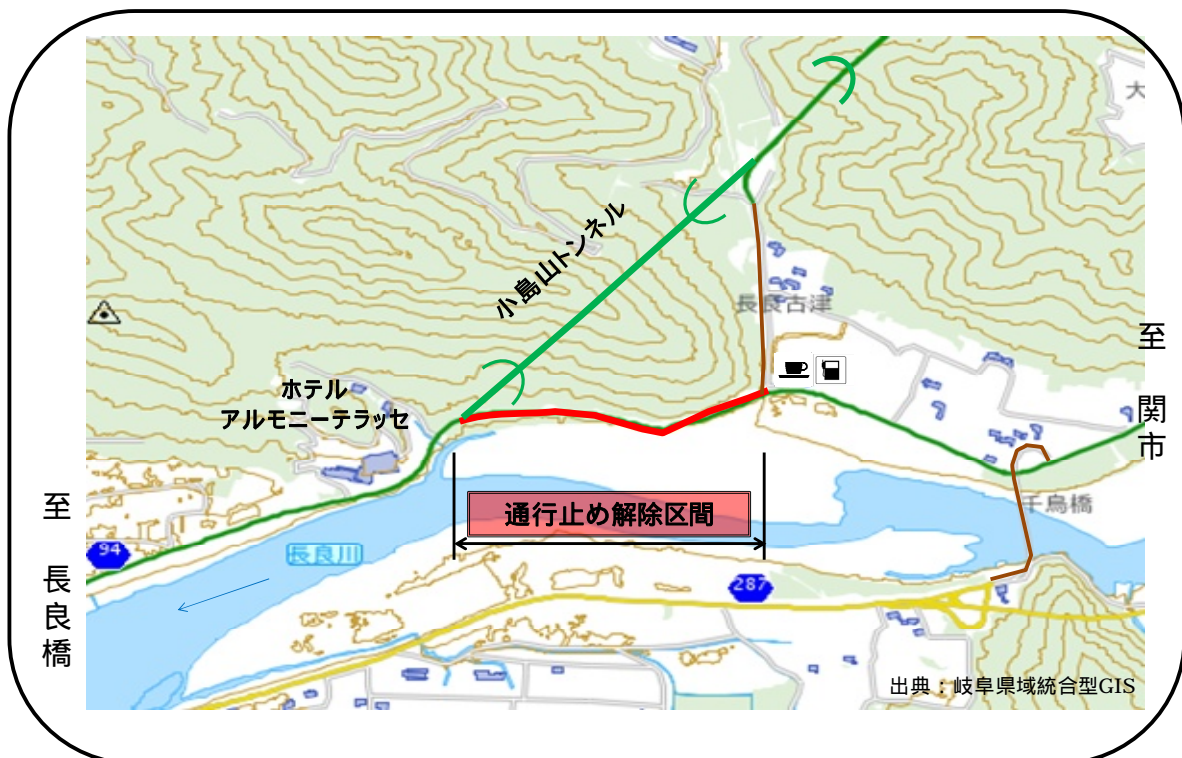 大
小島山トンネル
長良古津
至
関
市
ホテル
アルモニーテラッセ
至
長
良
橋
通行止め解除区間
千鳥橋
94
長良川
287
出典：岐阜県域統合型GIS